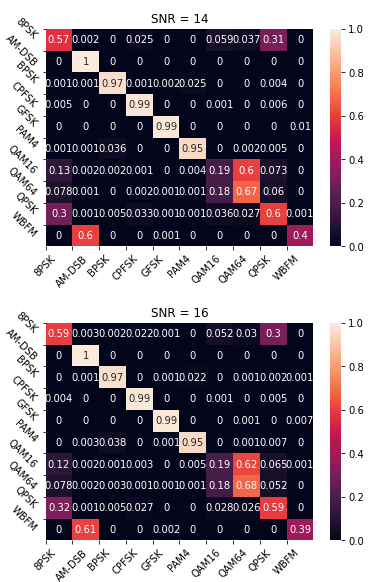 SNR = 14
8PSK 0.57 0.002 0 0.025 0 0 0.059 0.037 0.31 0
AM-DSB 0 1 0 0 0 0 0 0 0 0
BPSK 0.001 0.001 0.97 0.001 0.002 0.025 0 0 0.004 0
CPFSK 0.005 0 0 0.99 0 0 0.001 0 0.006 0
GFSK 0 0 0 0 0.99 0 0 0 0 0.01
PAM4 0.001 0.001 0.036 0 0 0.95 0 0.002 0.005 0
QAM16 0.13 0.002 0.002 0.001 0 0.004 0.19 0.6 0.073 0
QAM64 0.078 0.001 0 0.002 0.001 0.001 0.18 0.67 0.06 0
QPSK 0.3 0.001 0.005 0.033 0.001 0.001 0.036 0.027 0.6 0.001
WBFM 0 0.6 0 0 0.001 0 0 0 0 0.4
8PSK AM-DSB BPSK CPFSK GFSK PAM4 QAM16 QAM64 QPSK WBFM
1.0
0.8
0.6
0.4
0.2
0.0
SNR = 16
8PSK 0.59 0.003 0.002 0.022 0.001 0 0.052 0.03 0.3 0
AM-DSB 0 1 0 0 0 0 0 0 0 0
BPSK 0 0.001 0.97 0 0.001 0.022 0 0.001 0.002 0.001
CPFSK 0.004 0 0 0.99 0 0 0.001 0 0.005 0
GFSK 0 0 0 0 0.99 0 0 0.001 0 0.007
PAM4 0 0.003 0.038 0 0.001 0.95 0 0.001 0.007 0
QAM16 0.12 0.002 0.001 0.003 0 0.005 0.19 0.62 0.065 0.001
QAM64 0.078 0.002 0.003 0.001 0.002 0.001 0.18 0.68 0.052 0
QPSK 0.32 0.001 0.005 0.027 0 0 0.028 0.026 0.59 0
WBFM 0 0.61 0 0 0.002 0 0 0 0 0.39
8PSK AM-DSB BPSK CPFSK GFSK PAM4 QAM16 QAM64 QPSK WBFM
1.0
0.8
0.6
0.4
0.2
0.0